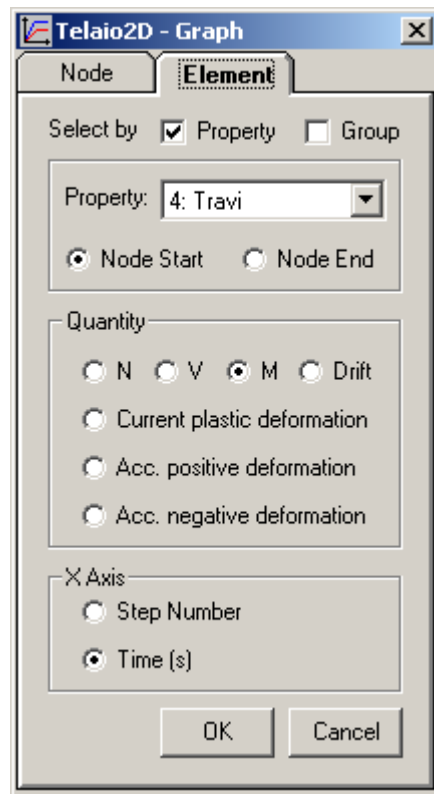 Telaio2D - Graph
Node Element
Select by Property Group
Property: 4: Travi
Node Start Node End
Quantity
N V M Drift
Current plastic deformation
Acc. positive deformation
Acc. negative deformation
X Axis
Step Number
Time (s)
OK Cancel